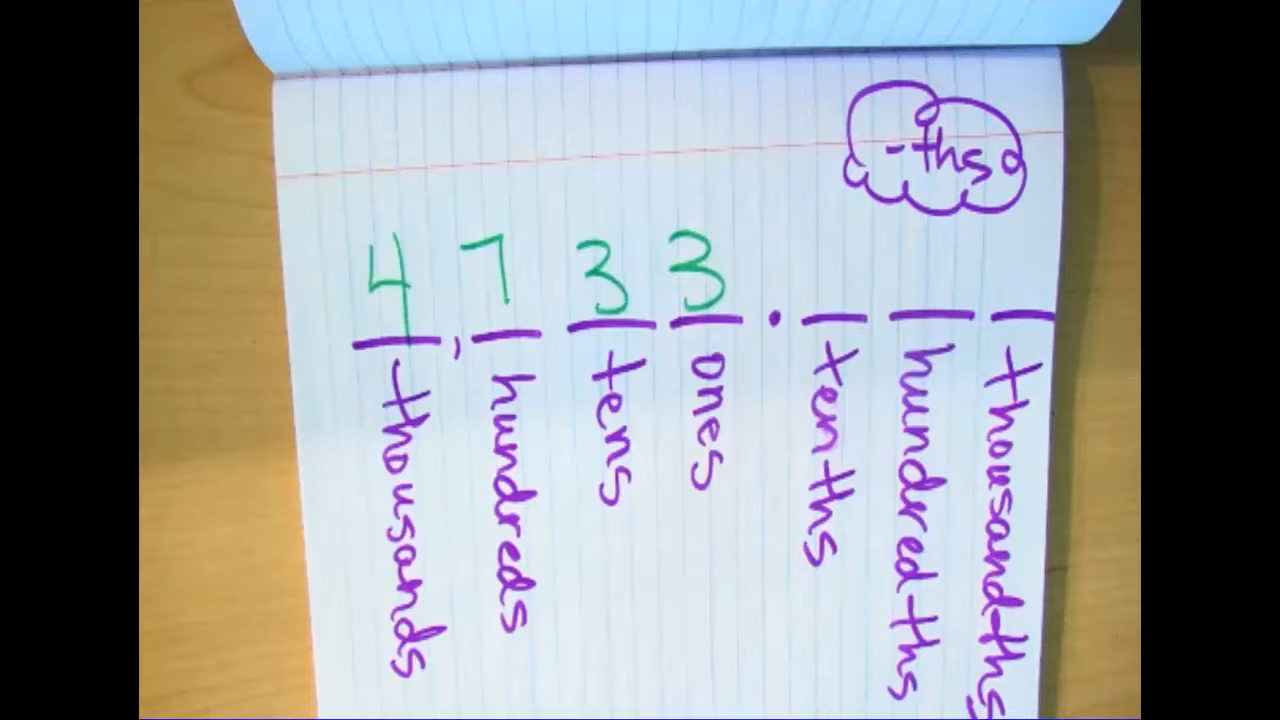 -ths
4,733.
thousands
hundreds
tens
ones
tenths
hundredths
thousandths